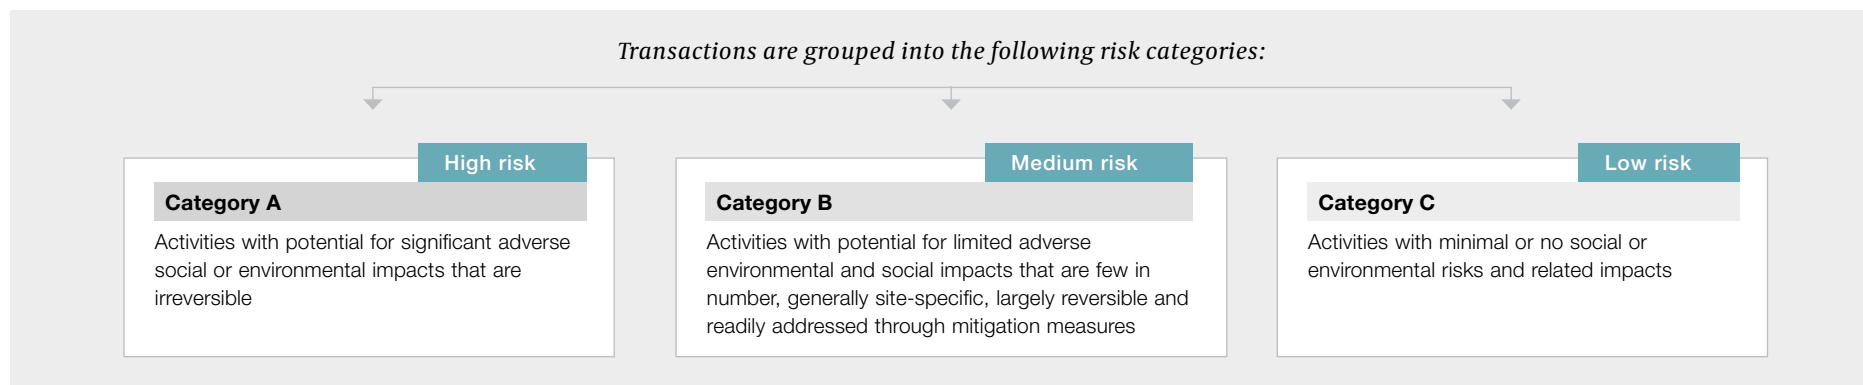 Transactions are grouped into the following risk categories:
High risk
Category A
Activities with potential for significant adverse
social or environmental impacts that are
irreversible
Medium risk
Category B
Activities with potential for limited adverse
environmental and social impacts that are few in
number, generally site-specific, largely reversible and
readily addressed through mitigation measures
Low risk
Category C
Activities with minimal or no social or
environmental risks and related impacts